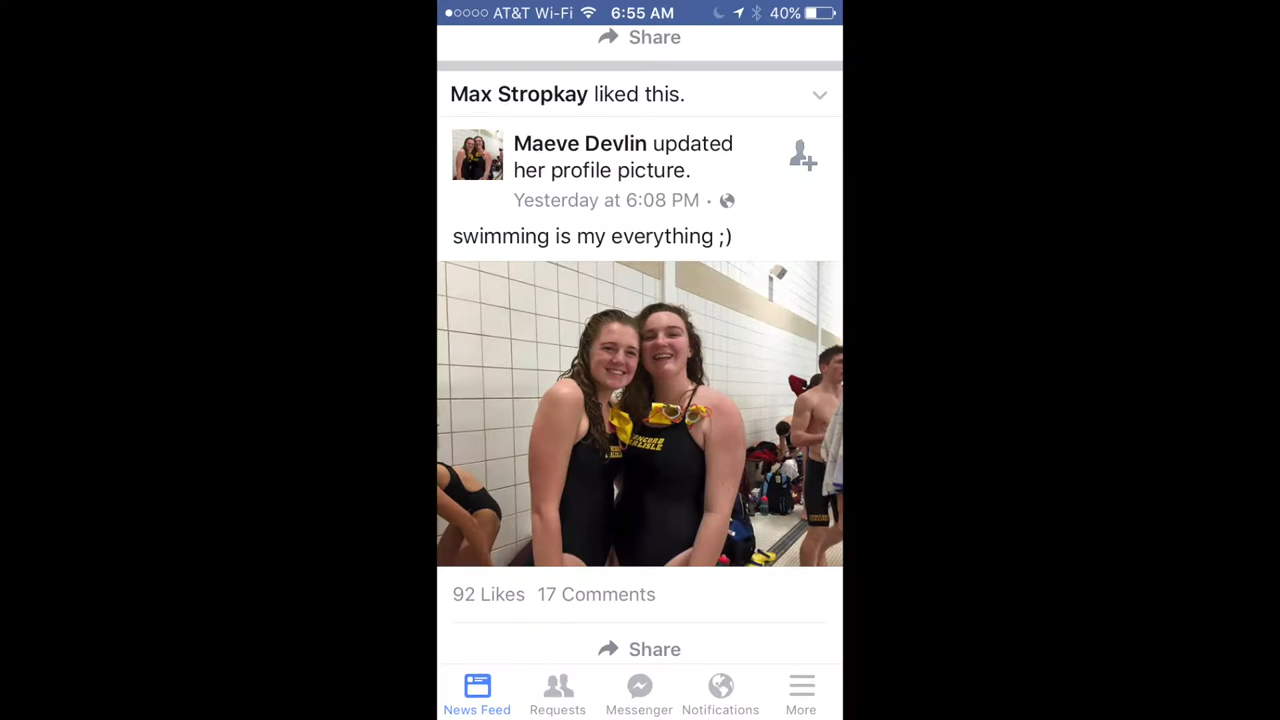 AT&T Wi-Fi 6:55 AM 40%
Share
Max Stropkay liked this.
Maeve Devlin updated
her profile picture.
Yesterday at 6:08 PM ·
swimming is my everything ;)
CONCORD
CARLISLE
92 Likes 17 Comments
Share
News Feed Requests Messenger Notifications More